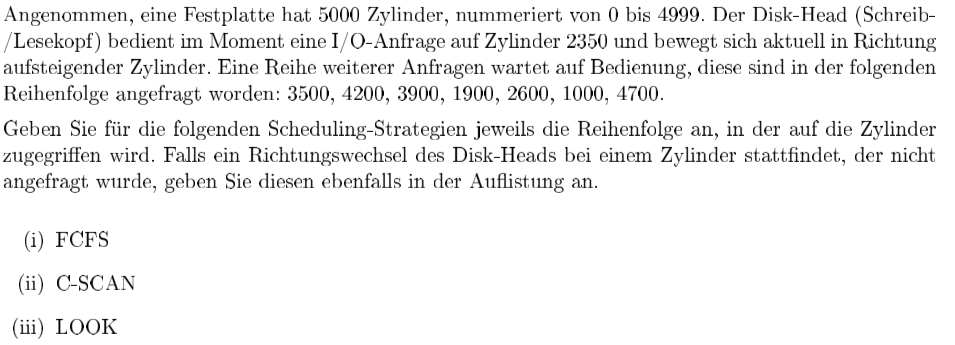 Angenommen, eine Festplatte hat 5000 Zylinder, nummeriert von 0 bis 4999. Der Disk-Head (Schreib-
/Lesekopf) bedient im Moment eine I/O-Anfrage auf Zylinder 2350 und bewegt sich aktuell in Richtung
aufsteigender Zylinder. Eine Reihe weiterer Anfragen wartet auf Bedienung, diese sind in der folgenden
Reihenfolge angefragt worden: 3500, 4200, 3900, 1900, 2600, 1000, 4700.
Geben Sie für die folgenden Scheduling-Strategien jeweils die Reihenfolge an, in der auf die Zylinder
zugegriffen wird. Falls ein Richtungswechsel des Disk-Heads bei einem Zylinder stattfindet, der nicht
angefragt wurde, geben Sie diesen ebenfalls in der Auflistung an.
(i) FCFS
(ii) C-SCAN
(iii) LOOK